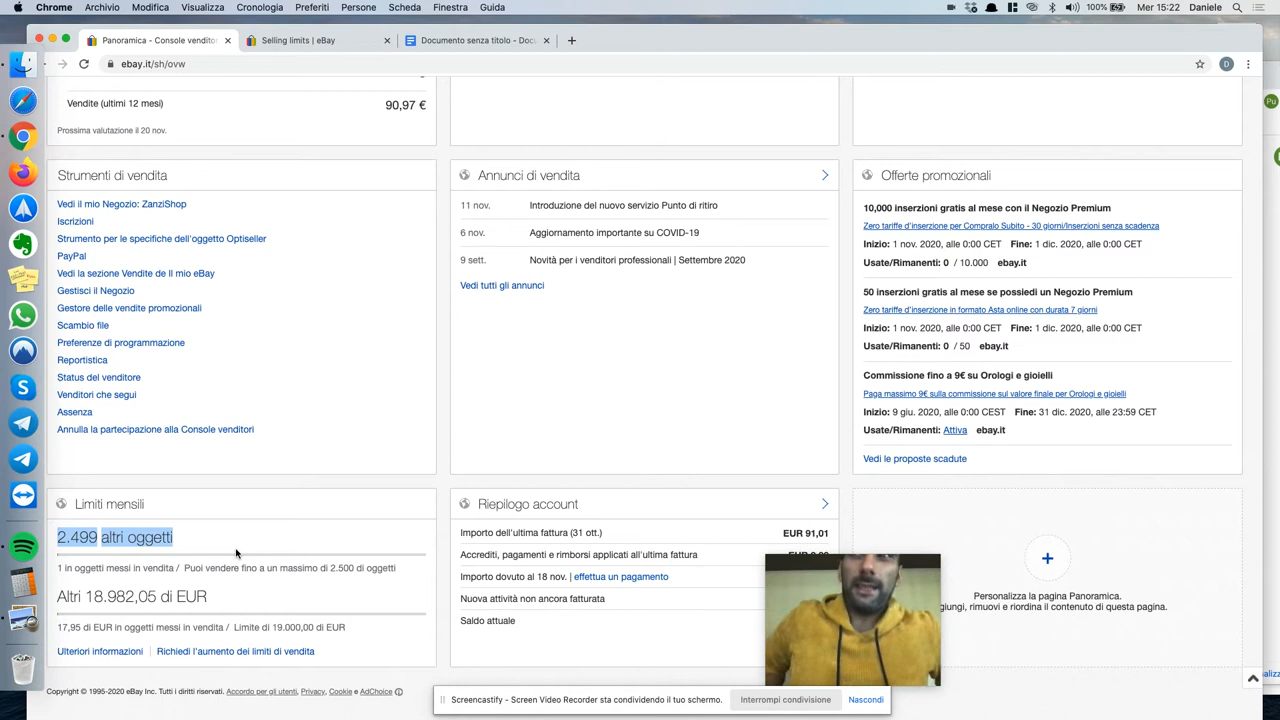 Chrome Archivio Modifica Visualizza Cronologia Preferiti Persone Scheda Finestra Guida 100% Mer 15:22 Daniele
Panoramica - Console venditor
Selling limits | eBay
Documento senza titolo - Docu
ebay.it/sh/ovw
D
Pu
Vendite (ultimi 12 mesi) 90,97 €
Prossima valutazione il 20 nov.
Strumenti di vendita
Vedi il mio Negozio: ZanziShop
Iscrizioni
Strumento per le specifiche dell'oggetto Optiseller
PayPal
Vedi la sezione Vendite de Il mio eBay
Gestisci il Negozio
Gestore delle vendite promozionali
Scambio file
Preferenze di programmazione
Reportistica
Status del venditore
Venditori che segui
Assenza
Annulla la partecipazione alla Console venditori
Annunci di vendita
11 nov. Introduzione del nuovo servizio Punto di ritiro
6 nov. Aggiornamento importante su COVID-19
9 sett. Novità per i venditori professionali | Settembre 2020
Vedi tutti gli annunci
Offerte promozionali
10,000 inserzioni gratis al mese con il Negozio Premium
Zero tariffe d'inserzione per Compralo Subito - 30 giorni/Inserzioni senza scadenza
Inizio: 1 nov. 2020, alle 0:00 CET Fine: 1 dic. 2020, alle 0:00 CET
Usate/Rimanenti: 0 / 10.000 ebay.it
50 inserzioni gratis al mese se possiedi un Negozio Premium
Zero tariffe d'inserzione in formato Asta online con durata 7 giorni
Inizio: 1 nov. 2020, alle 0:00 CET Fine: 1 dic. 2020, alle 0:00 CET
Usate/Rimanenti: 0 / 50 ebay.it
Commissione fino a 9€ su Orologi e gioielli
Paga massimo 9€ sulla commissione sul valore finale per Orologi e gioielli
Inizio: 9 giu. 2020, alle 0:00 CEST Fine: 31 dic. 2020, alle 23:59 CET
Usate/Rimanenti: Attiva ebay.it
Vedi le proposte scadute
Limiti mensili
2.499 altri oggetti
1 in oggetti messi in vendita / Puoi vendere fino a un massimo di 2.500 di oggetti
Altri 18.982,05 di EUR
17,95 di EUR in oggetti messi in vendita / Limite di 19.000,00 di EUR
Ulteriori informazioni Richiedi l'aumento dei limiti di vendita
Riepilogo account
Importo dell'ultima fattura (31 ott.) EUR 91,01
Accrediti, pagamenti e rimborsi applicati all'ultima fattura
Importo dovuto al 18 nov. | effettua un pagamento
Nuova attività non ancora fatturata
Saldo attuale
Personalizza la pagina Panoramica.
giungi, rimuovi e riordina il contenuto di questa pagina.
Copyright © 1995-2020 eBay Inc. Tutti i diritti riservati. Accordo per gli utenti, Privacy, Cookie e AdChoice
Screencastify - Screen Video Recorder sta condividendo il tuo schermo. Interrompi condivisione Nascondi